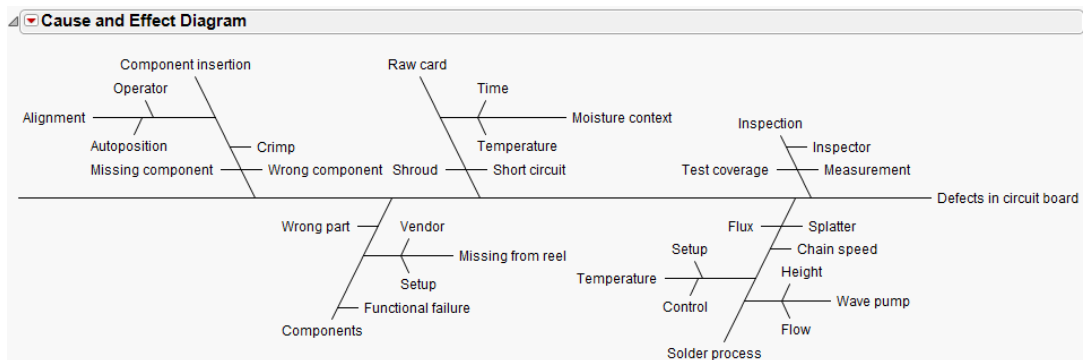 Cause and Effect Diagram
Component insertion
Raw card
Operator
Time
Alignment
Moisture context
Inspection
Autoposition
Crimp
Temperature
Inspector
Missing component
Wrong component
Shroud
Short circuit
Test coverage
Measurement
Defects in circuit board
Wrong part
Vendor
Flux
Splatter
Setup
Chain speed
Missing from reel
Height
Temperature
Setup
Control
Wave pump
Functional failure
Components
Flow
Solder process